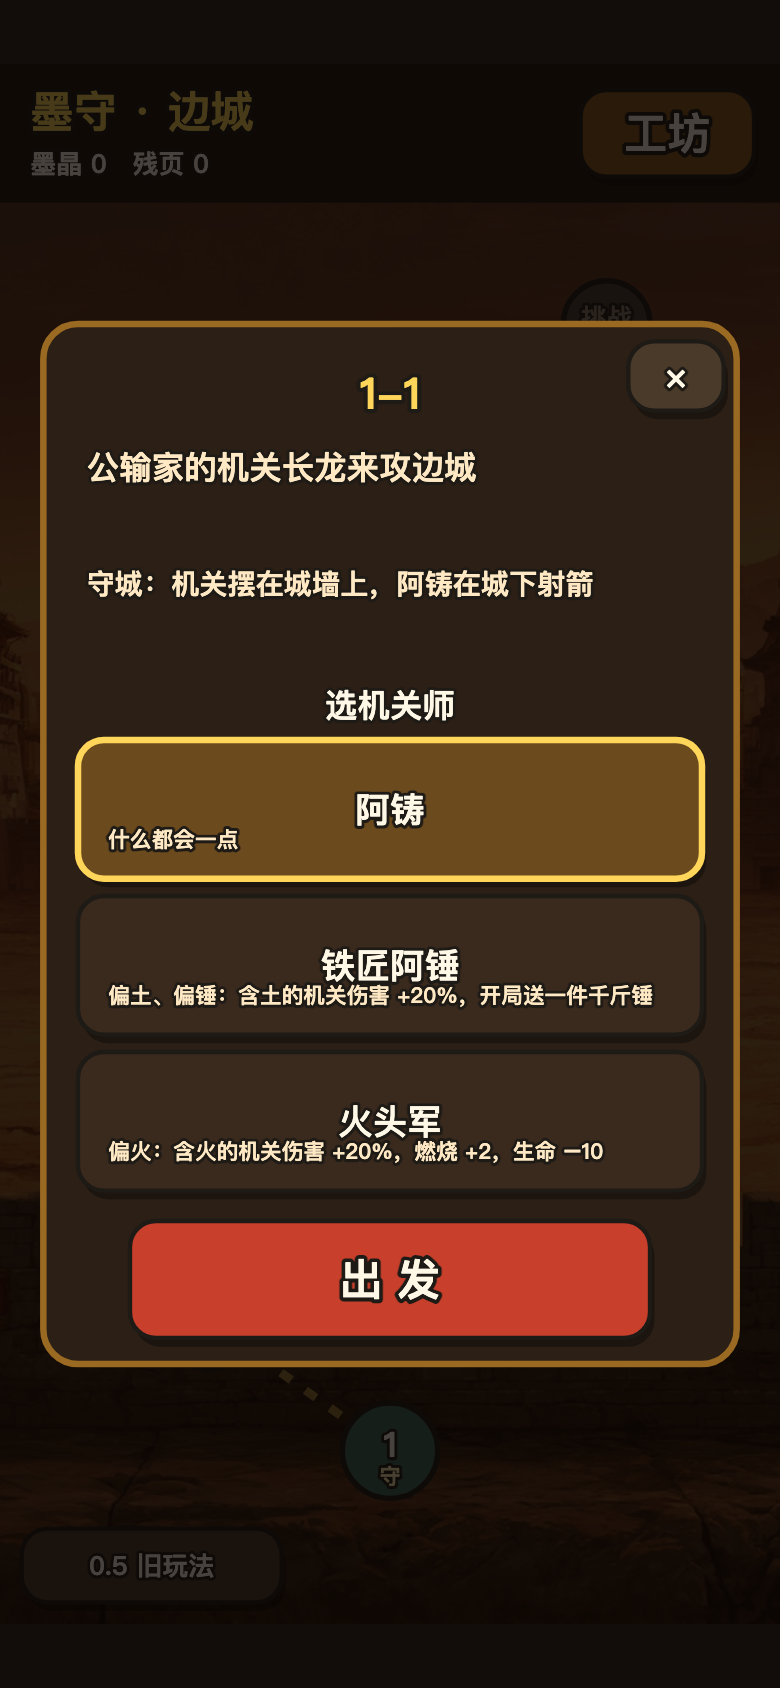 墨守 · 边城
墨晶 0 残页 0
工坊
挑战
1–1
×
公输家的机关长龙来攻边城
守城：机关摆在城墙上，阿铸在城下射箭
选机关师
阿铸
什么都会一点
铁匠阿锤
偏土、偏锤：含土的机关伤害 +20%，开局送一件千斤锤
火头军
偏火：含火的机关伤害 +20%，燃烧 +2，生命 −10
出 发
1
守
0.5 旧玩法